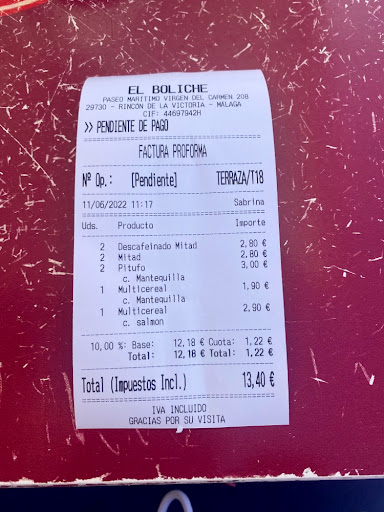 EL BOLICHE
PASEO MARITIMO VIRGEN DEL CARMEN 208
29730 - RINCON DE LA VICTORIA - MALAGA
CIF: 44697942H
>> PENDIENTE DE PAGO
FACTURA PROFORMA
Nº Op.: [Pendiente] TERRAZA/T18
11/06/2022 11:17 Sabrina
Uds. Producto Importe
2 Descafeinado Mitad 2,80 €
2 Mitad 2,80 €
2 Pitufo 3,00 €
c. Mantequilla
1 Multicereal 1,90 €
c. Mantequilla
1 Multicereal 2,90 €
c. salmon
10,00 %: Base: 12,18 € Cuota: 1,22 €
Total: 12,18 € Total: 1,22 €
Total (Impuestos Incl.) 13,40 €
IVA INCLUIDO
GRACIAS POR SU VISITA